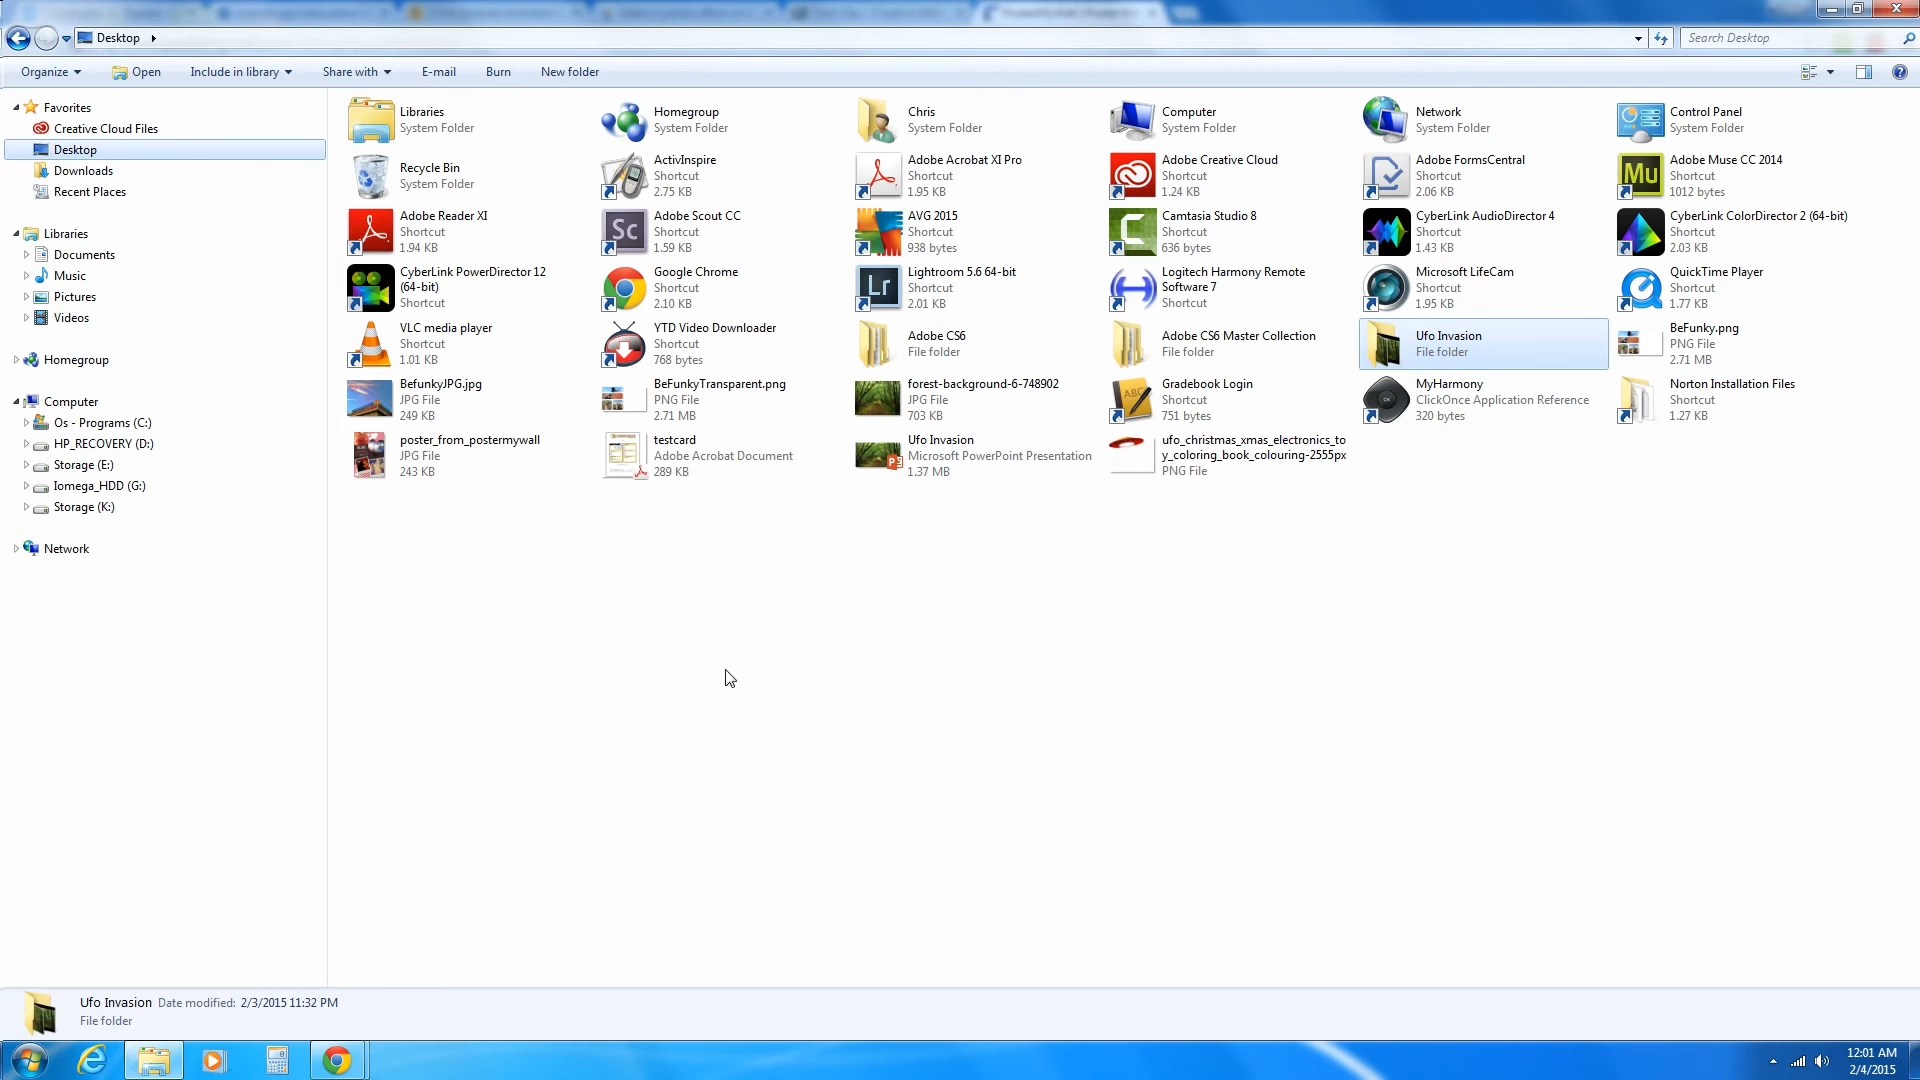 Desktop
Search Desktop
Organize
Open
Include in library
Share with
E-mail
Burn
New folder
Favorites
Creative Cloud Files
Desktop
Downloads
Recent Places
Libraries
Documents
Music
Pictures
Videos
Homegroup
Computer
Os - Programs (C:)
HP_RECOVERY (D:)
Storage (E:)
Iomega_HDD (G:)
Storage (K:)
Network
Libraries
System Folder
Homegroup
System Folder
Chris
System Folder
Computer
System Folder
Network
System Folder
Control Panel
System Folder
Recycle Bin
System Folder
ActivInspire
Shortcut
2.75 KB
Adobe Acrobat XI Pro
Shortcut
1.95 KB
Adobe Creative Cloud
Shortcut
1.24 KB
Adobe FormsCentral
Shortcut
2.06 KB
Mu
Adobe Muse CC 2014
Shortcut
1012 bytes
Adobe Reader XI
Shortcut
1.94 KB
Sc
Adobe Scout CC
Shortcut
1.59 KB
AVG 2015
Shortcut
938 bytes
Camtasia Studio 8
Shortcut
636 bytes
CyberLink AudioDirector 4
Shortcut
1.43 KB
CyberLink ColorDirector 2 (64-bit)
Shortcut
2.03 KB
CyberLink PowerDirector 12
(64-bit)
Shortcut
Google Chrome
Shortcut
2.10 KB
Lr
Lightroom 5.6 64-bit
Shortcut
2.01 KB
Logitech Harmony Remote
Software 7
Shortcut
Microsoft LifeCam
Shortcut
1.95 KB
QuickTime Player
Shortcut
1.77 KB
VLC media player
Shortcut
1.01 KB
YTD Video Downloader
Shortcut
768 bytes
Adobe CS6
File folder
Adobe CS6 Master Collection
File folder
Ufo Invasion
File folder
BeFunky.png
PNG File
2.71 MB
BefunkyJPG.jpg
JPG File
249 KB
BeFunkyTransparent.png
PNG File
2.71 MB
forest-background-6-748902
JPG File
703 KB
ABC
Gradebook Login
Shortcut
751 bytes
OK
MyHarmony
ClickOnce Application Reference
320 bytes
Norton Installation Files
Shortcut
1.27 KB
poster_from_postermywall
JPG File
243 KB
testcard
Adobe Acrobat Document
289 KB
Ufo Invasion
Microsoft PowerPoint Presentation
1.37 MB
ufo_christmas_xmas_electronics_to
y_coloring_book_colouring-2555px
PNG File
Ufo Invasion Date modified: 2/3/2015 11:32 PM
File folder
12:01 AM
2/4/2015